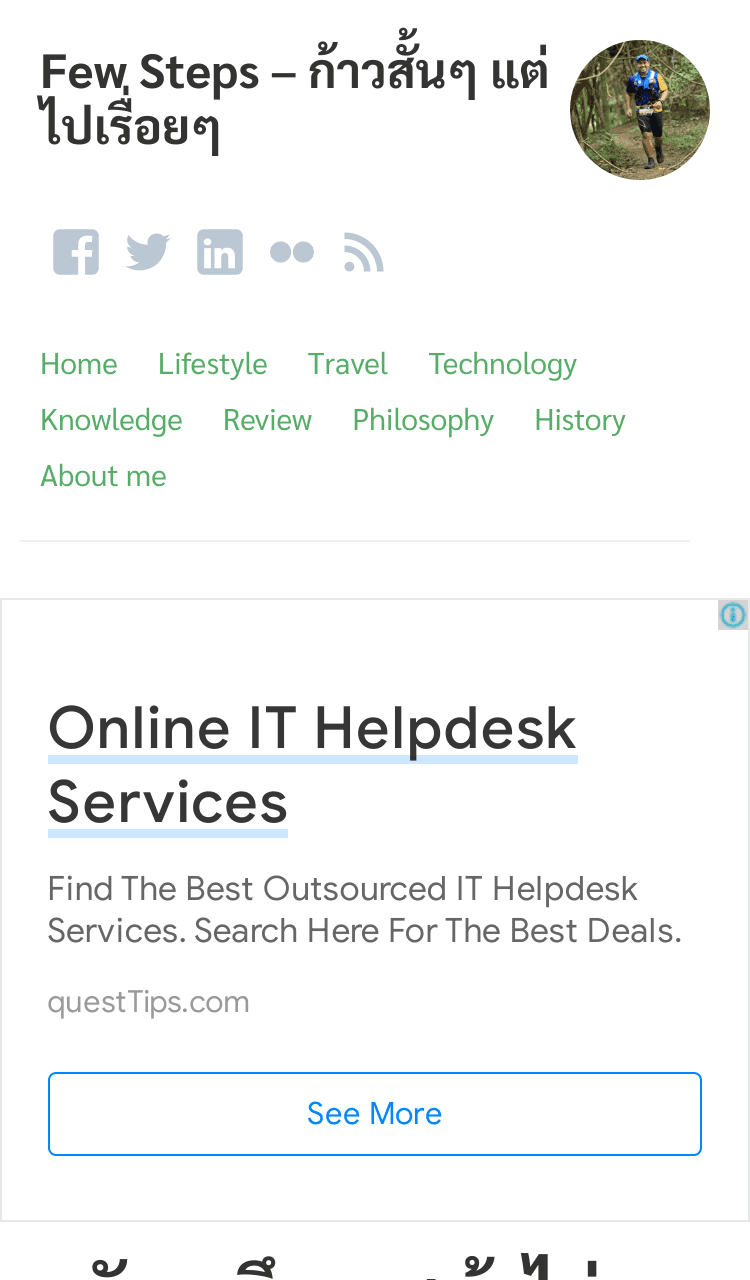 Few Steps – ก้าวสั้นๆ แต่
ไปเรื่อยๆ
Home Lifestyle Travel Technology
Knowledge Review Philosophy History
About me
Online IT Helpdesk
Services
Find The Best Outsourced IT Helpdesk
Services. Search Here For The Best Deals.
questTips.com
See More